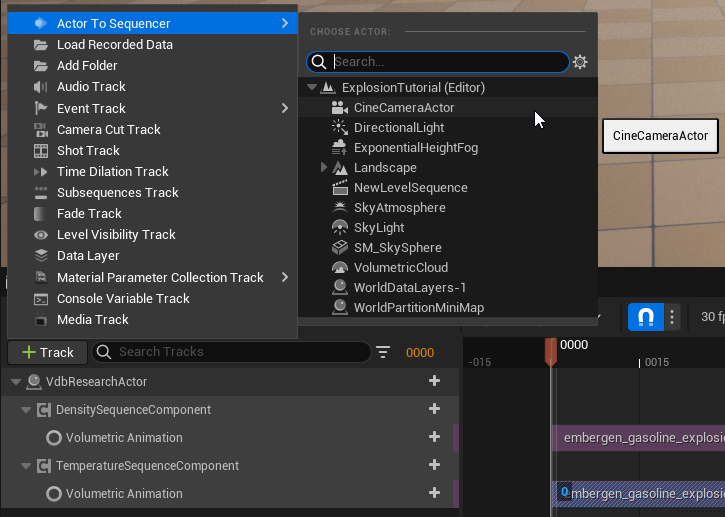 Actor To Sequencer
Load Recorded Data
Add Folder
Audio Track
Event Track
Camera Cut Track
Shot Track
Time Dilation Track
Subsequences Track
Fade Track
Level Visibility Track
Data Layer
Material Parameter Collection Track
Console Variable Track
Media Track
CHOOSE ACTOR:
Search...
ExplosionTutorial (Editor)
CineCameraActor
DirectionalLight
ExponentialHeightFog
Landscape
NewLevelSequence
SkyAtmosphere
SkyLight
SM_SkySphere
VolumetricCloud
WorldDataLayers-1
WorldPartitionMiniMap
CineCameraActor
30 fp
+ Track
Search Tracks
0000
0000
-015
0015
VdbResearchActor
DensitySequenceComponent
Volumetric Animation
embergen_gasoline_explosi
TemperatureSequenceComponent
Volumetric Animation
0
mbergen_gasoline_explosi